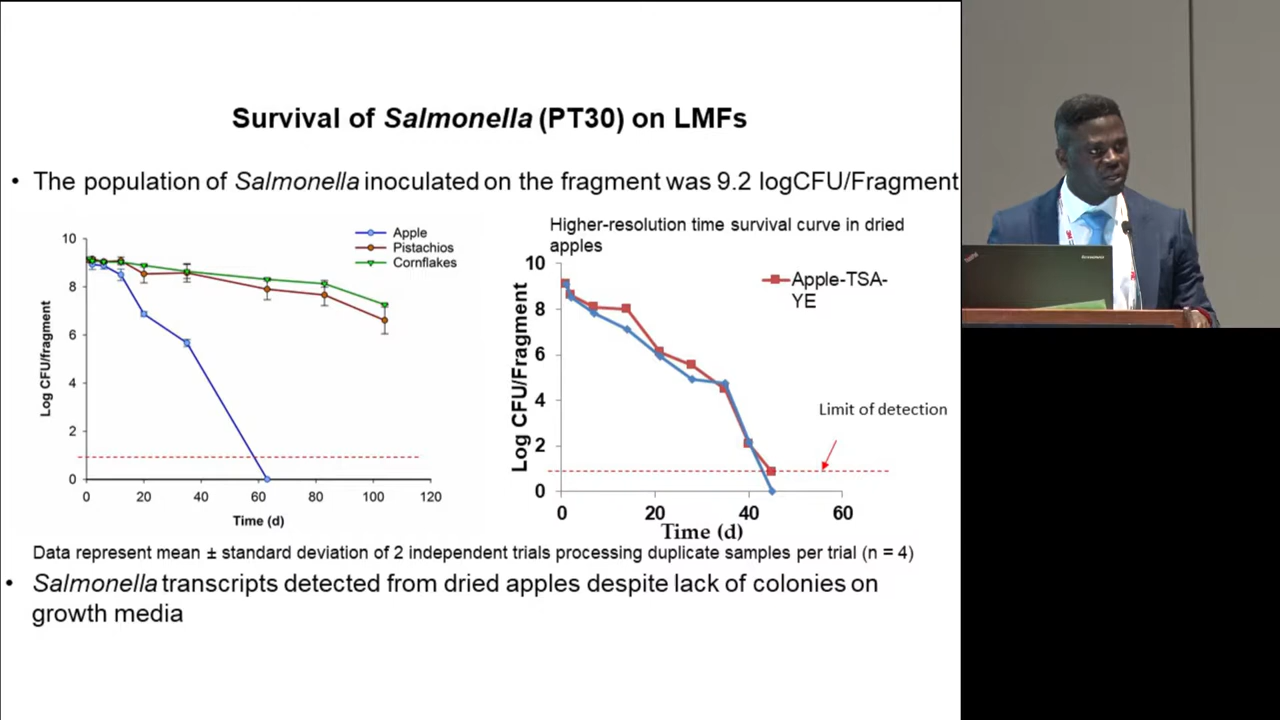 Survival of Salmonella (PT30) on LMFs
• The population of Salmonella inoculated on the fragment was 9.2 logCFU/Fragment
Apple
Pistachios
Cornflakes
10
8
6
4
2
0
Log CFU/fragment
0 20 40 60 80 100 120
Time (d)
Higher-resolution time survival curve in dried
apples
Apple-TSA-
YE
10
8
6
4
2
0
Log CFU/Fragment
Limit of detection
0 20 40 60
Time (d)
Data represent mean ± standard deviation of 2 independent trials processing duplicate samples per trial (n = 4)
• Salmonella transcripts detected from dried apples despite lack of colonies on
growth media